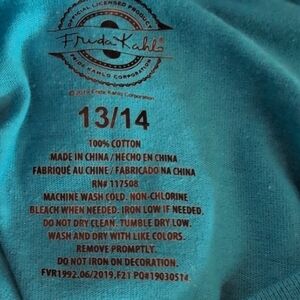 OFFICIAL LICENSED PRODUCT
Frida Kahlo
FRIDA KAHLO CORPORATION
Frida Kahlo Corporation
13/14
100% COTTON
MADE IN CHINA / HECHO EN CHINA
FABRIQUÉ AU CHINE / FABRICADO NA CHINA
RN# 117508
MACHINE WASH COLD. NON-CHLORINE
BLEACH WHEN NEEDED. IRON LOW IF NEEDED.
DO NOT DRY CLEAN. TUMBLE DRY LOW.
WASH AND DRY WITH LIKE COLORS.
REMOVE PROMPTLY.
DO NOT IRON ON DECORATION.
FVR1992.06/2019.F21 PO#19030514